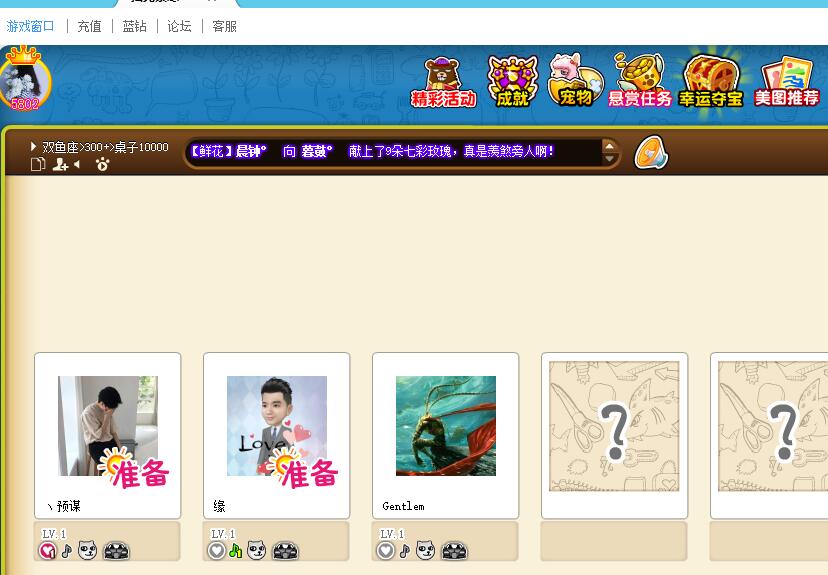 游戏窗口 充值 蓝钻 论坛 客服
5802
精彩活动 成就 宠物 悬赏任务 幸运夺宝 美图推荐
双鱼座>300+>桌子10000
【鲜花】晨钟° 向 暮鼓° 献上了9朵七彩玫瑰,真是羡煞旁人啊!
Love
准备 准备
? ?
ヽ预谋 缘 Gentlem
LV.1 LV.1 LV.1